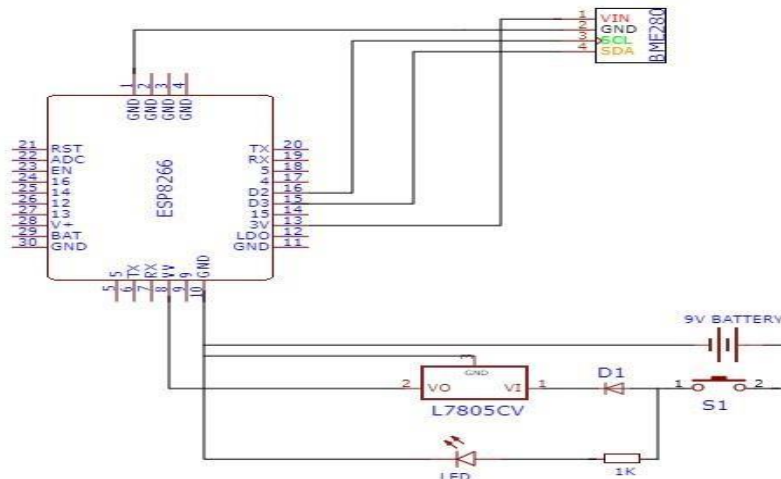 1 VIN
2 GND
3 SCL
4 SDA
BME280
1 2 3 4
GND GND GND GND
21 RST
22 ADC
23 EN
24 16
25 14
26 12
27 13
28 V+
29 BAT
30 GND
ESP8266
TX 20
RX 19
5 18
4 17
D2 16
D3 15
15 14
3V 13
LDO 12
GND 11
5 TX RX VV 9 GND
5 6 7 8 9 10
9V BATTERY
3
GND
2 VO VI 1
L7805CV
D1
1 2
S1
LED
1K